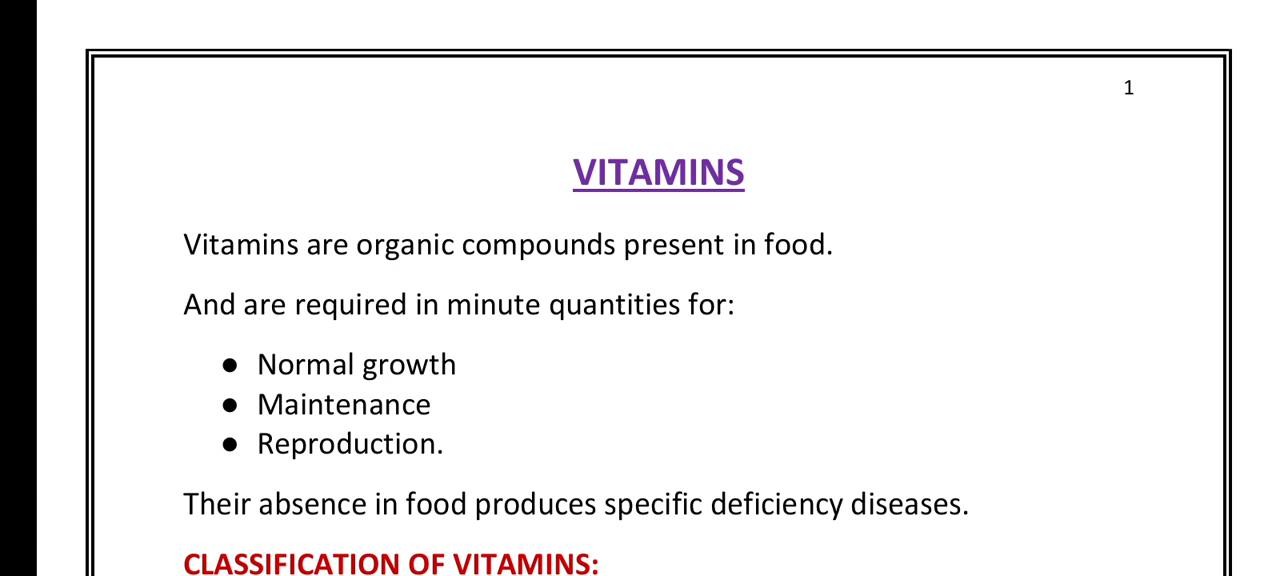 1
VITAMINS
Vitamins are organic compounds present in food.
And are required in minute quantities for:
● Normal growth
● Maintenance
● Reproduction.
Their absence in food produces specific deficiency diseases.
CLASSIFICATION OF VITAMINS: